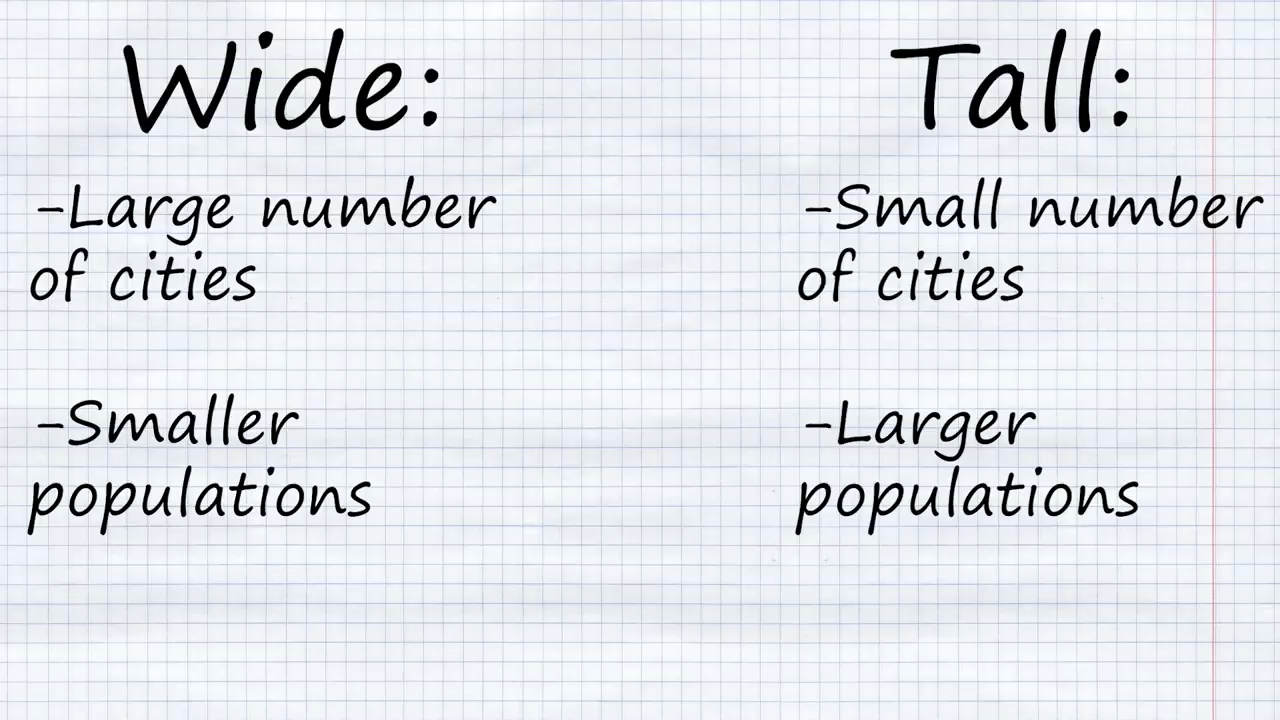 Wide:
-Large number
of cities
-Smaller
populations
Tall:
-Small number
of cities
-Larger
populations